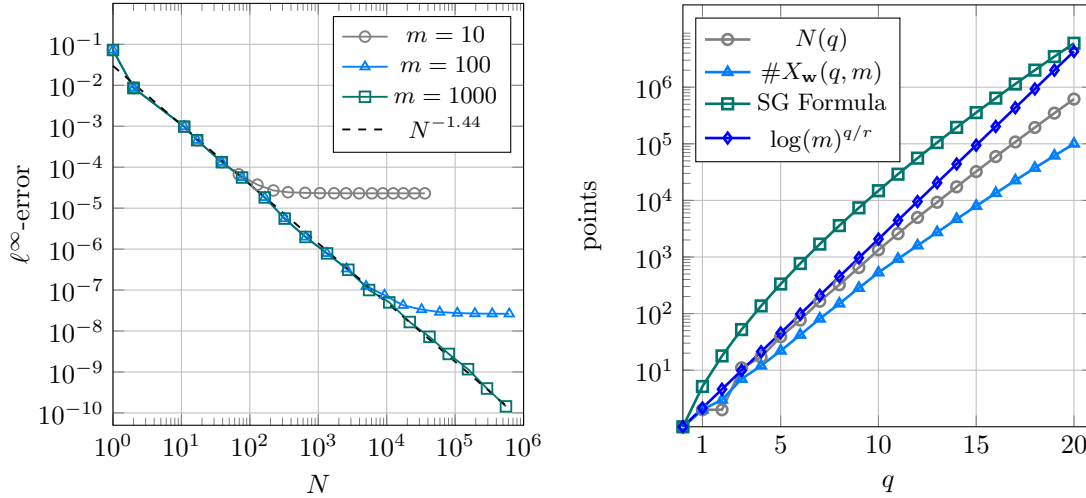 10^{-1}
10^{-2}
10^{-3}
10^{-4}
10^{-5}
10^{-6}
10^{-7}
10^{-8}
10^{-9}
10^{-10}
ℓ^∞-error
m = 10
m = 100
m = 1000
N^{-1.44}
10^0 10^1 10^2 10^3 10^4 10^5 10^6
N
10^6
10^5
10^4
10^3
10^2
10^1
points
N(q)
#X_𝐰(q, m)
SG Formula
log(m)^{q/r}
1 5 10 15 20
q